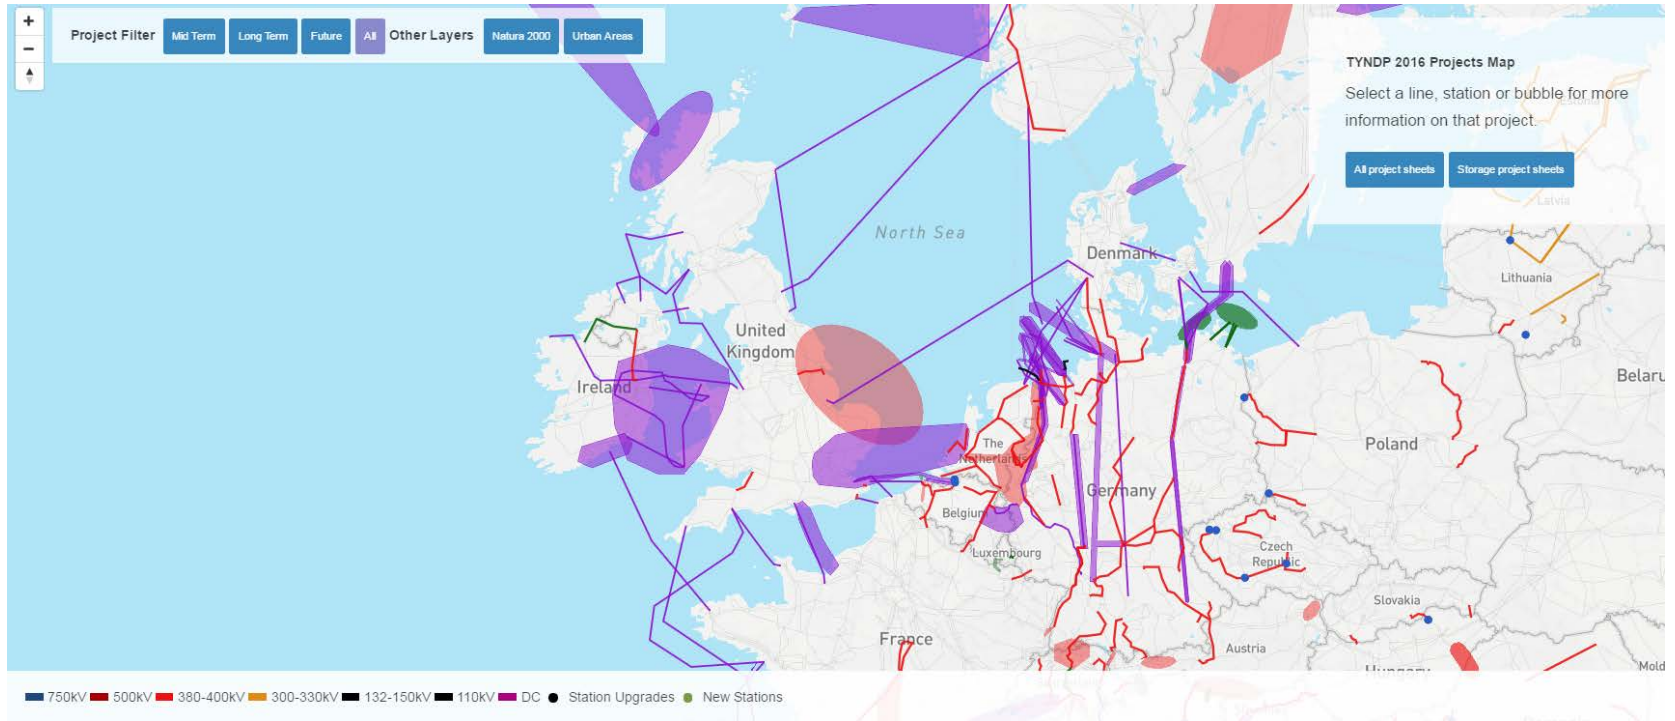 +
Project Filter Mid Term Long Term Future All Other Layers Natura 2000 Urban Areas
−
TYNDP 2016 Projects Map
Select a line, station or bubble for more
information on that project.
Estonia
All project sheets Storage project sheets
Latvia
North Sea
Denmark
Lithuania
United
Kingdom
Belaru
Ireland
The
Netherlands
Poland
Germany
Belgium
Czech
Republic
Luxembourg
Slovakia
France
Austria
Hungary
Mold
750kV 500kV 380-400kV 300-330kV 132-150kV 110kV DC Station Upgrades New Stations